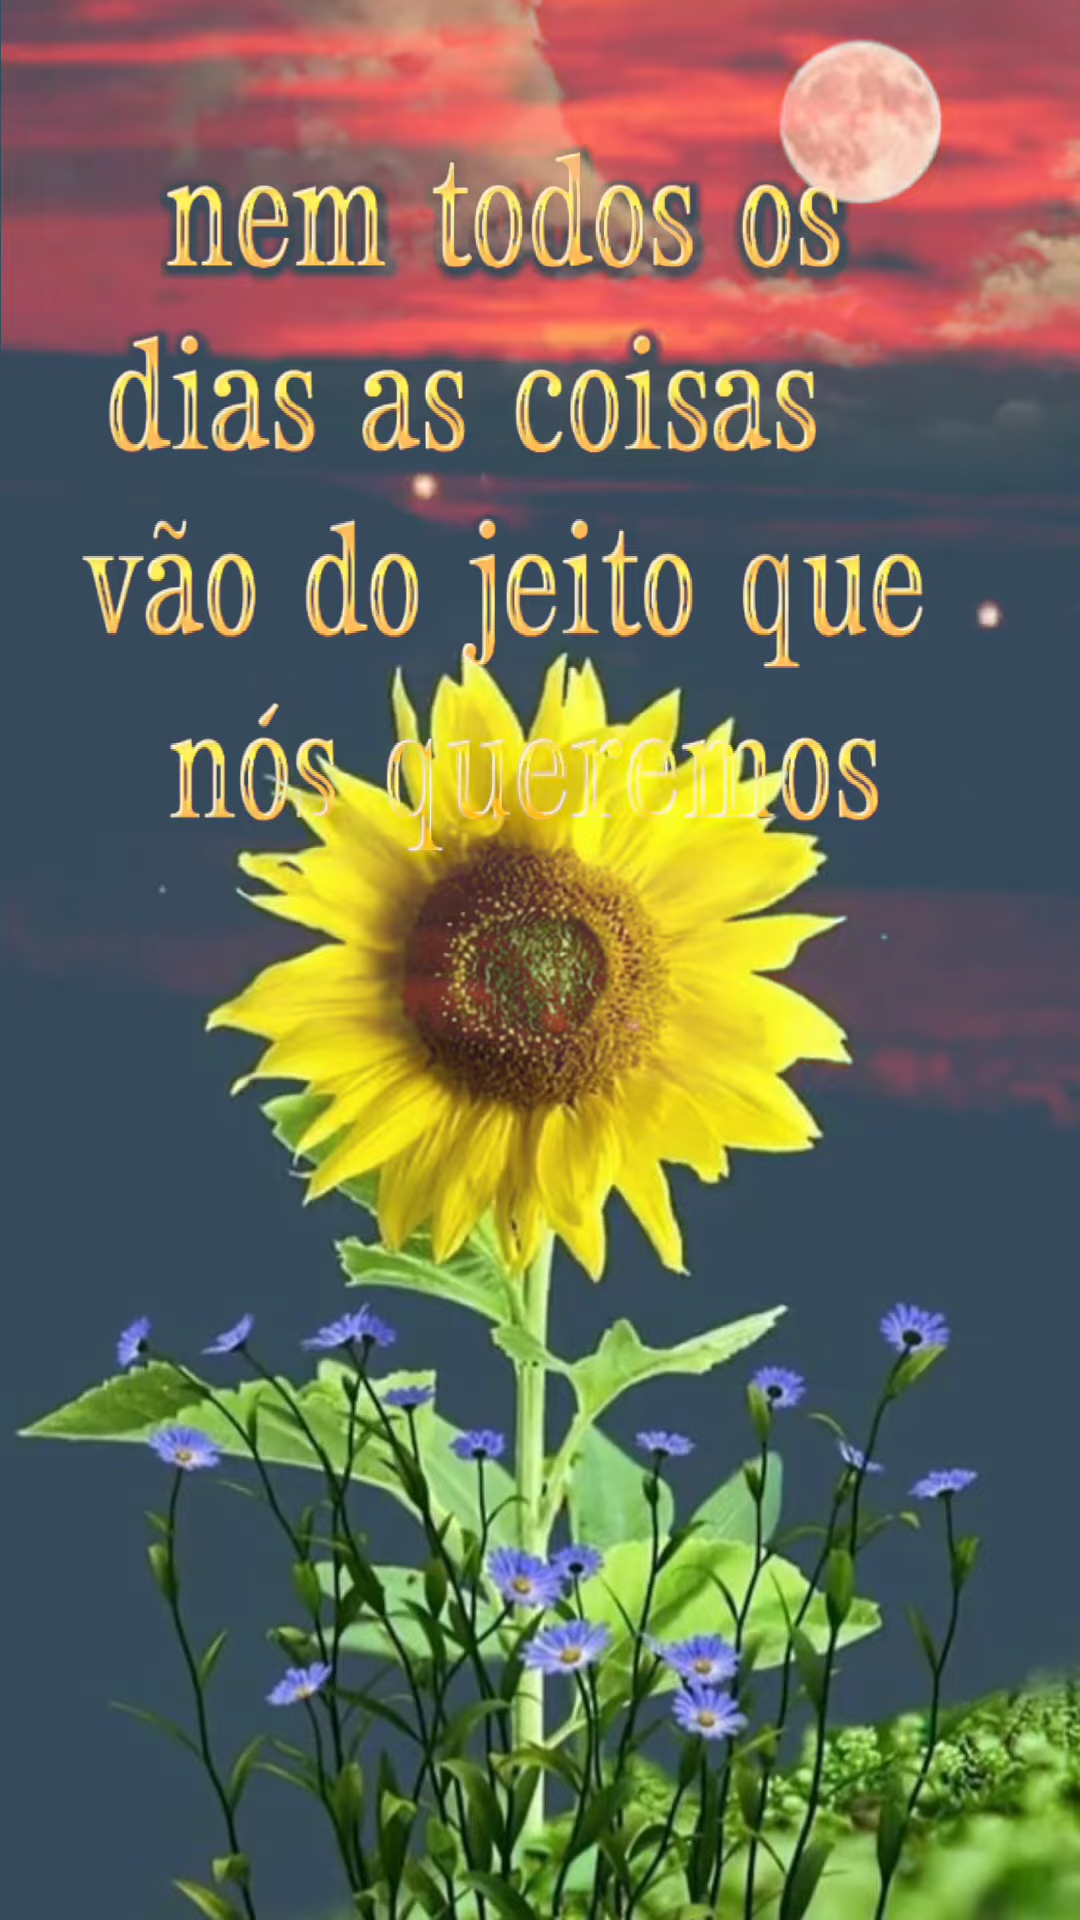 nem todos os
dias as coisas
vão do jeito que
nós queremos